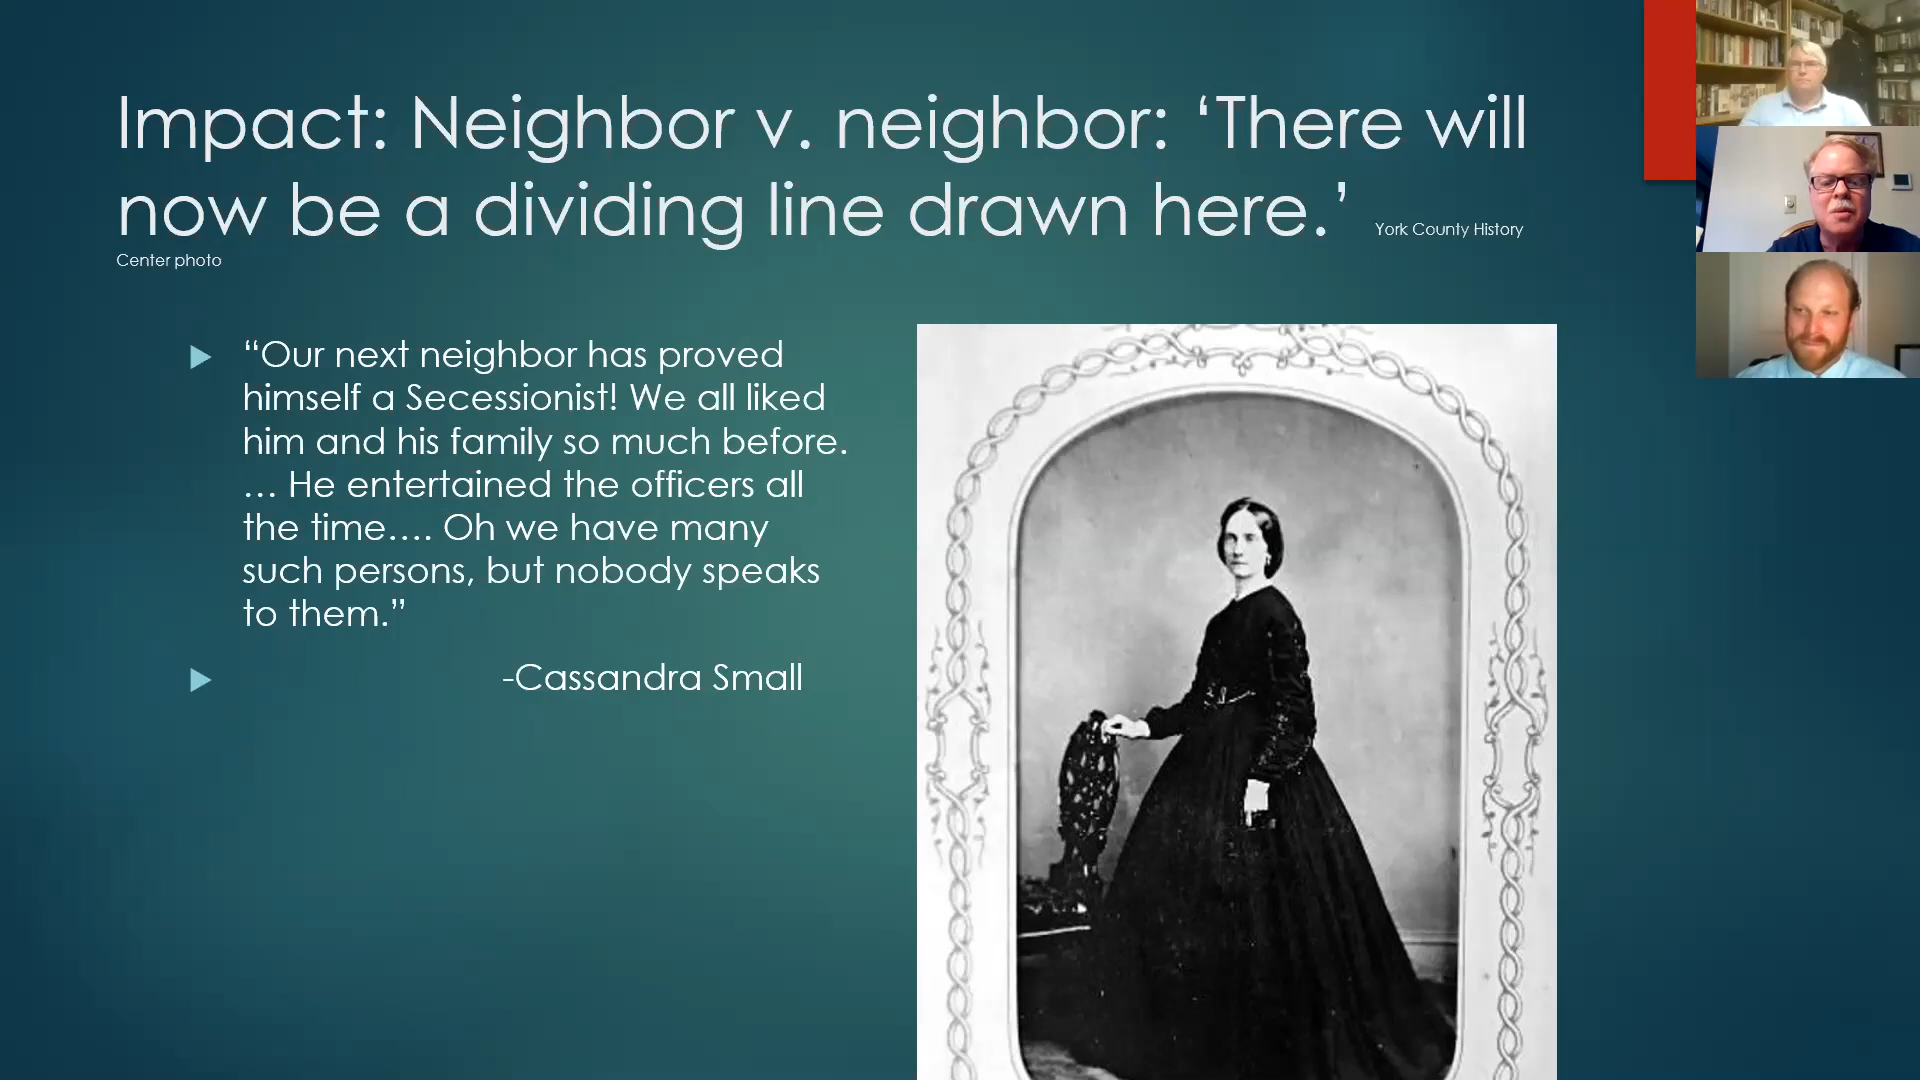 Impact: Neighbor v. neighbor: ‘There will
now be a dividing line drawn here.’ York County History
Center photo
“Our next neighbor has proved
himself a Secessionist! We all liked
him and his family so much before.
… He entertained the officers all
the time…. Oh we have many
such persons, but nobody speaks
to them.”
-Cassandra Small